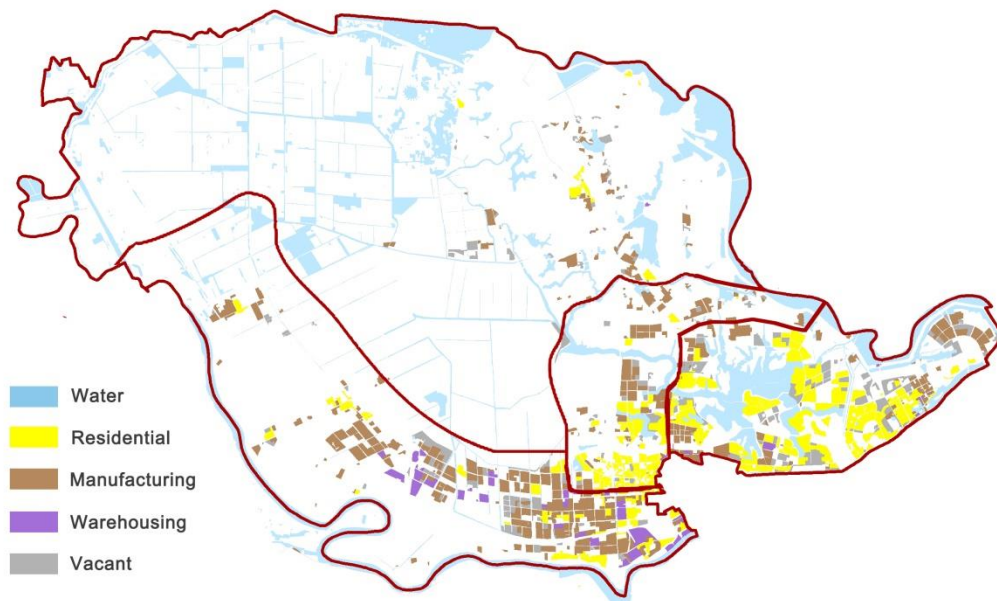 Water
Residential
Manufacturing
Warehousing
Vacant